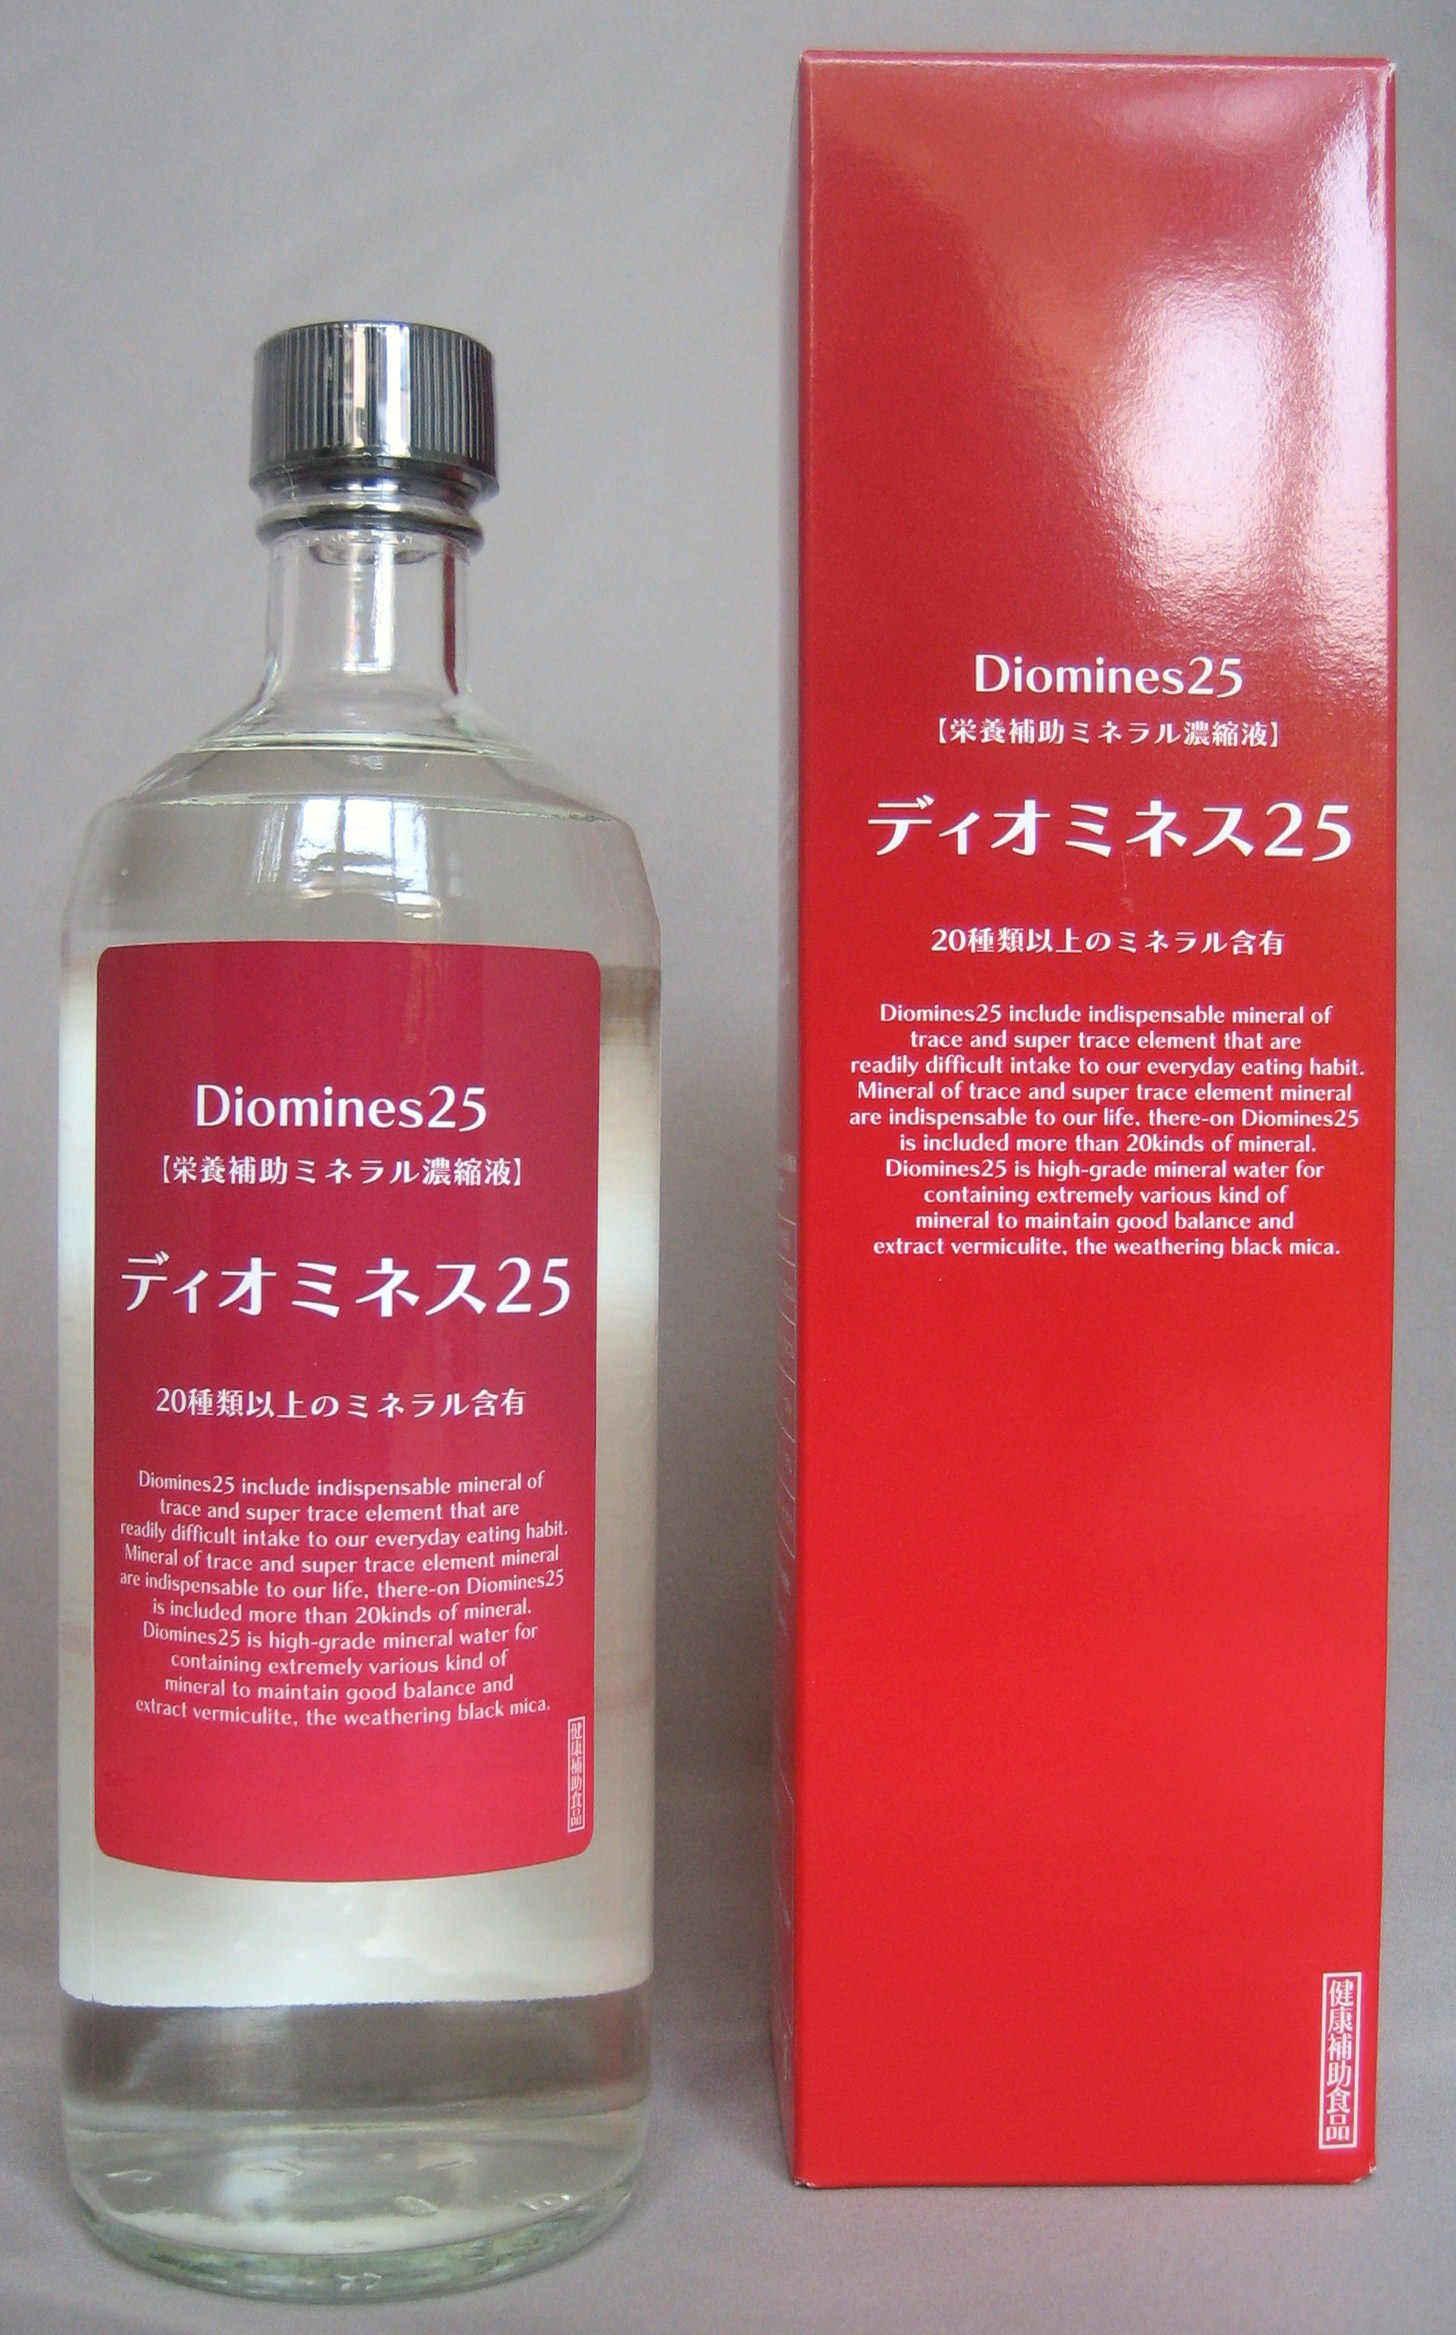 Diomines25
【栄養補助ミネラル濃縮液】
ディオミネス25
20種類以上のミネラル含有
Diomines25 include indispensable mineral of
trace and super trace element that are
readily difficult intake to our everyday eating habit.
Mineral of trace and super trace element mineral
are indispensable to our life, there-on Diomines25
is included more than 20kinds of mineral.
Diomines25 is high-grade mineral water for
containing extremely various kind of
mineral to maintain good balance and
extract vermiculite, the weathering black mica.
健康補助食品
Diomines25
【栄養補助ミネラル濃縮液】
ディオミネス25
20種類以上のミネラル含有
Diomines25 include indispensable mineral of
trace and super trace element that are
readily difficult intake to our everyday eating habit.
Mineral of trace and super trace element mineral
are indispensable to our life, there-on Diomines25
is included more than 20kinds of mineral.
Diomines25 is high-grade mineral water for
containing extremely various kind of
mineral to maintain good balance and
extract vermiculite, the weathering black mica.
健康補助食品